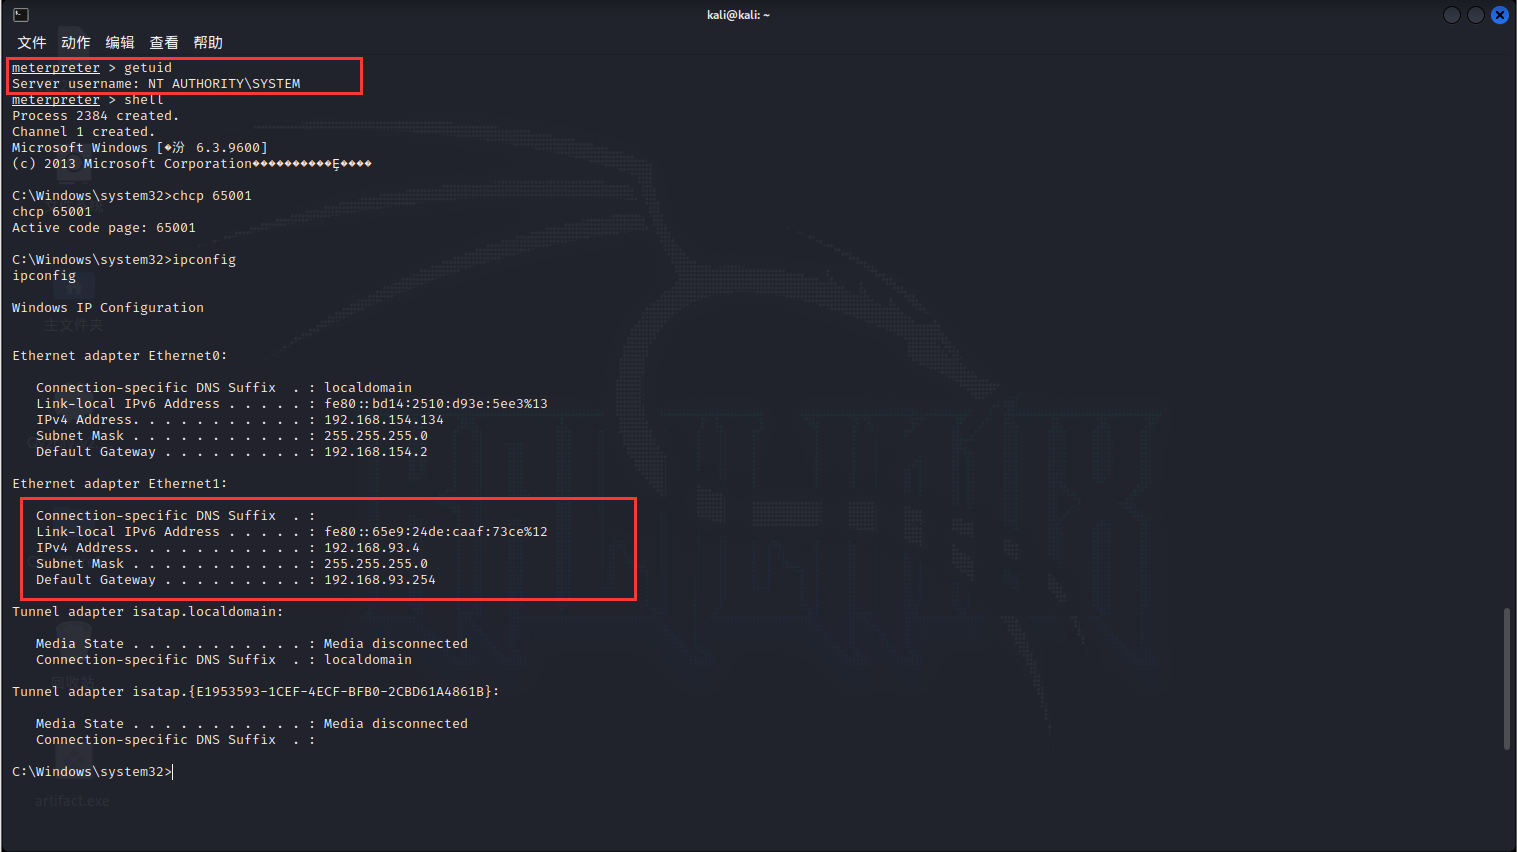 kali@kali: ~
文件 动作 编辑 查看 帮助
meterpreter > getuid
Server username: NT AUTHORITY\SYSTEM
meterpreter > shell
Process 2384 created.
Channel 1 created.
Microsoft Windows [�汾 6.3.9600]
(c) 2013 Microsoft Corporation����������Ȩ����
C:\Windows\system32>chcp 65001
chcp 65001
Active code page: 65001
C:\Windows\system32>ipconfig
ipconfig
Windows IP Configuration
主文件夹
Ethernet adapter Ethernet0:
Connection-specific DNS Suffix . : localdomain
Link-local IPv6 Address . . . . . : fe80::bd14:2510:d93e:5ee3%13
IPv4 Address. . . . . . . . . . . : 192.168.154.134
Subnet Mask . . . . . . . . . . . : 255.255.255.0
Default Gateway . . . . . . . . . : 192.168.154.2
Ethernet adapter Ethernet1:
Connection-specific DNS Suffix . :
Link-local IPv6 Address . . . . . : fe80::65e9:24de:caaf:73ce%12
IPv4 Address. . . . . . . . . . . : 192.168.93.4
Subnet Mask . . . . . . . . . . . : 255.255.255.0
Default Gateway . . . . . . . . . : 192.168.93.254
Tunnel adapter isatap.localdomain:
Media State . . . . . . . . . . . : Media disconnected
Connection-specific DNS Suffix . : localdomain
回收站
Tunnel adapter isatap.{E1953593-1CEF-4ECF-BFB0-2CBD61A4861B}:
Media State . . . . . . . . . . . : Media disconnected
Connection-specific DNS Suffix . :
C:\Windows\system32>
artifact.exe